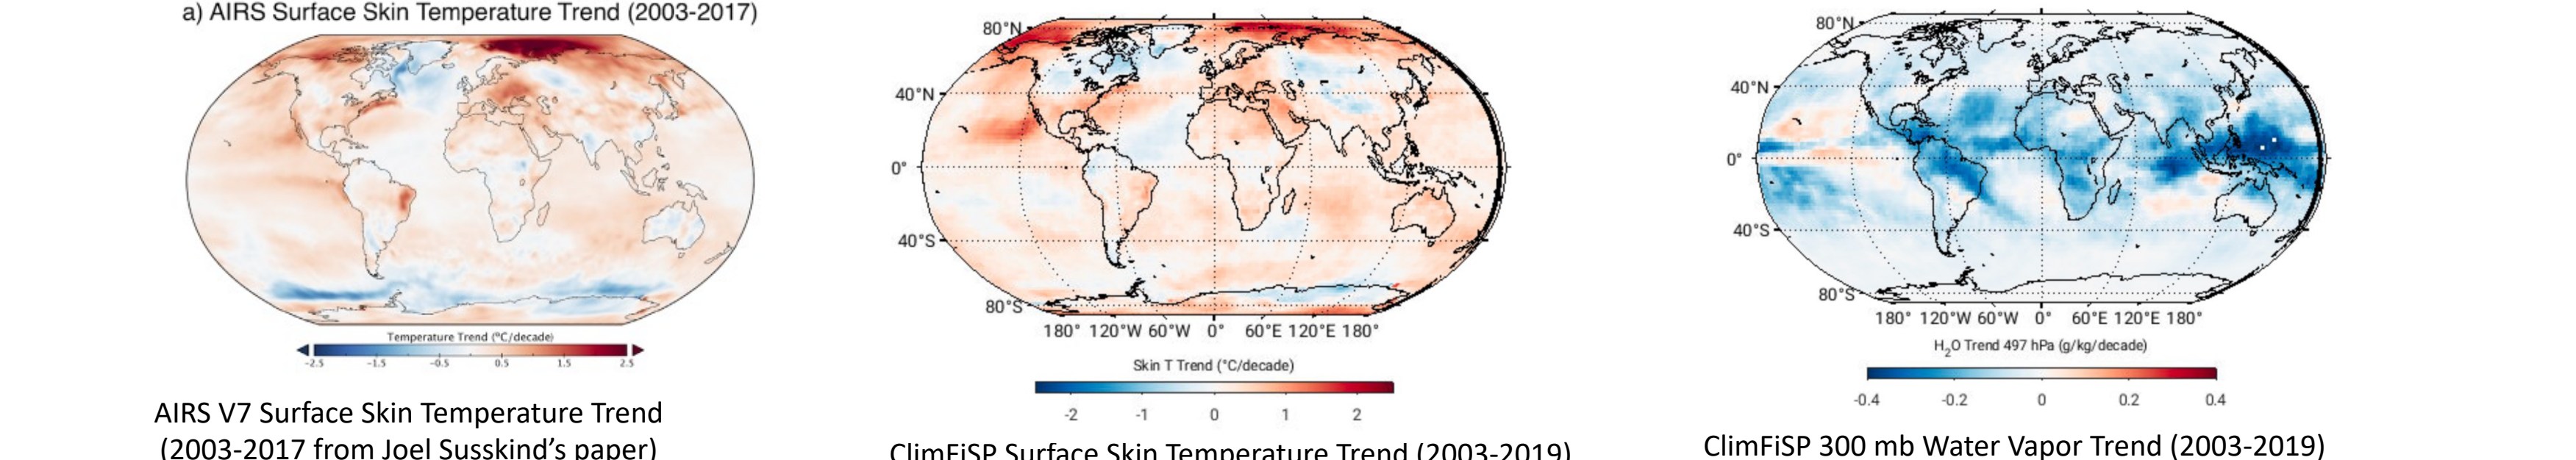 a) AIRS Surface Skin Temperature Trend (2003-2017)
Temperature Trend (°C/decade)
-2.5 -1.5 -0.5 0.5 1.5 2.5
AIRS V7 Surface Skin Temperature Trend
(2003-2017 from Joel Susskind's paper)
80°N
40°N
0°
40°S
80°S
180° 120°W 60°W 0° 60°E 120°E 180°
Skin T Trend (°C/decade)
-2 -1 0 1 2
ClimFiSP Surface Skin Temperature Trend (2003-2019)
80°N
40°N
0°
40°S
80°S
180° 120°W 60°W 0° 60°E 120°E 180°
H₂O Trend 497 hPa (g/kg/decade)
-0.4 -0.2 0 0.2 0.4
ClimFiSP 300 mb Water Vapor Trend (2003-2019)